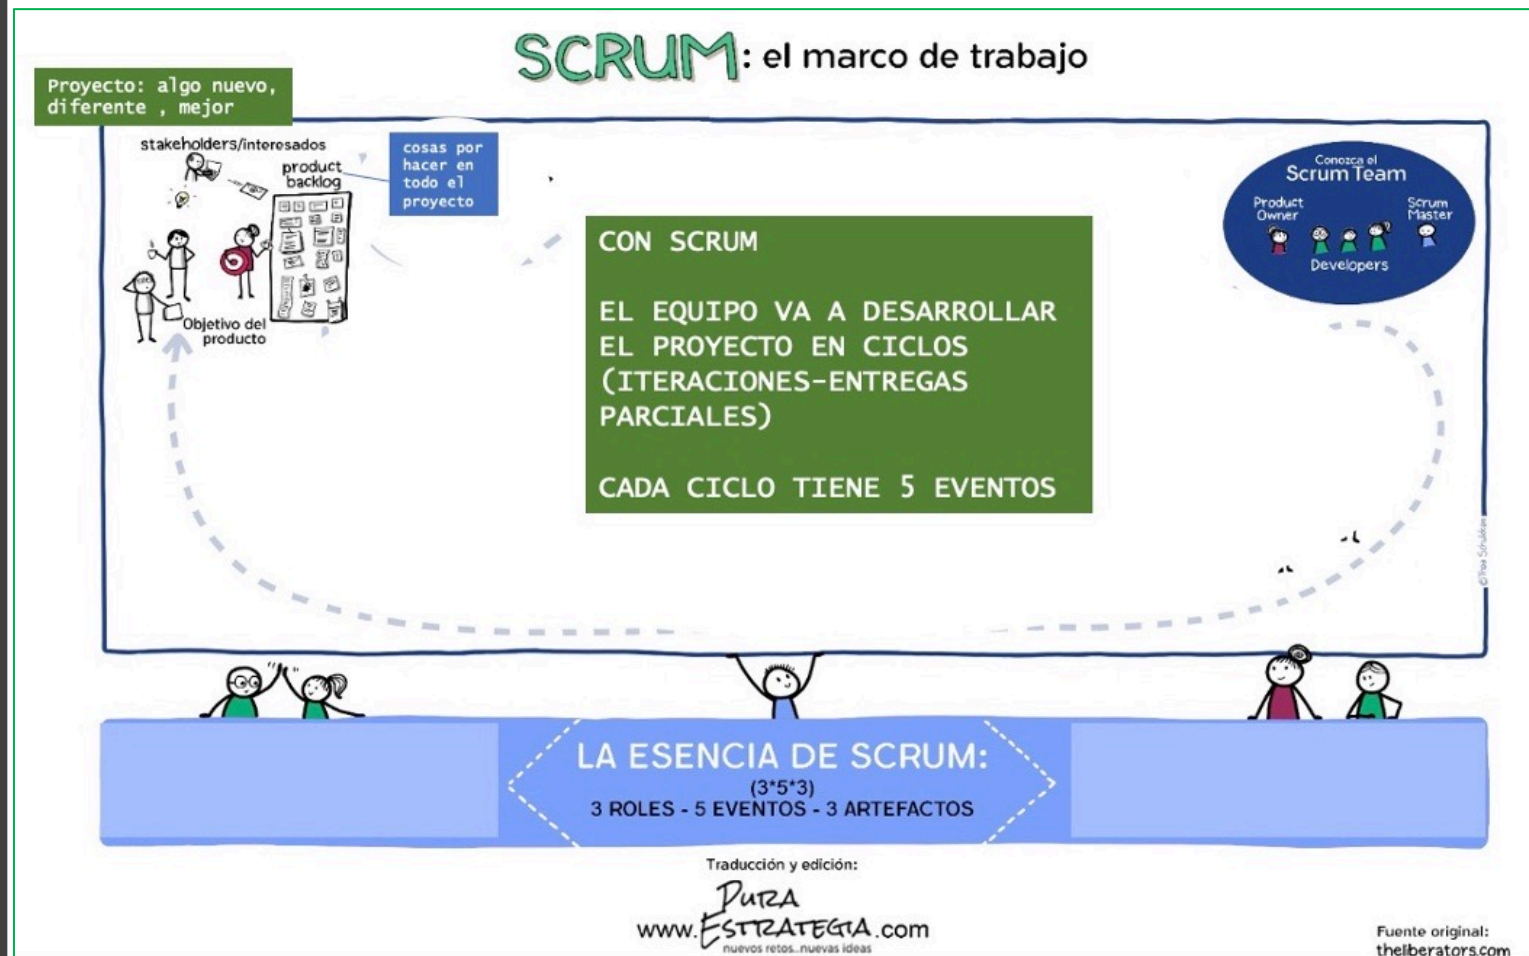 SCRUM: el marco de trabajo
Proyecto: algo nuevo,
diferente , mejor
stakeholders/interesados
product
backlog
cosas por
hacer en
todo el
proyecto
Objetivo del
producto
CON SCRUM
EL EQUIPO VA A DESARROLLAR
EL PROYECTO EN CICLOS
(ITERACIONES-ENTREGAS
PARCIALES)
CADA CICLO TIENE 5 EVENTOS
Conozca el
Scrum Team
Product
Owner
Scrum
Master
Developers
LA ESENCIA DE SCRUM:
(3*5*3)
3 ROLES - 5 EVENTOS - 3 ARTEFACTOS
Traducción y edición:
PURA
www.ESTRATEGIA.com
nuevos retos..nuevas ideas
Fuente original:
theliberators.com